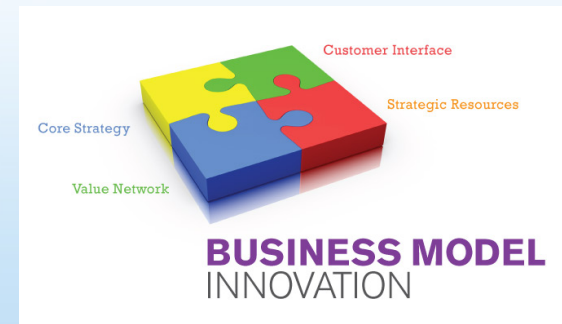 Customer Interface
Strategic Resources
Core Strategy
Value Network
BUSINESS MODEL
INNOVATION